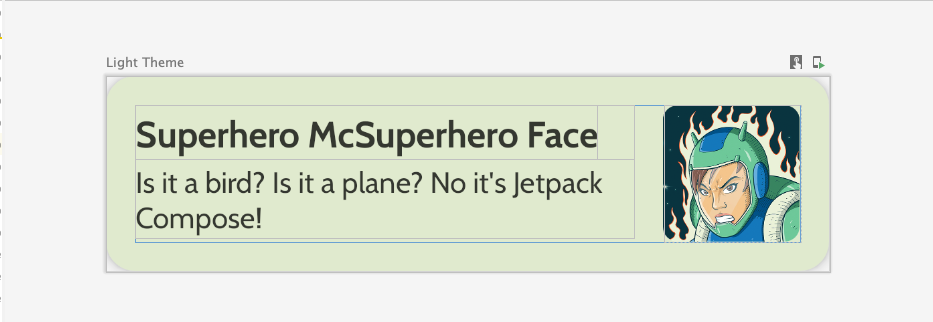 Light Theme
Superhero McSuperhero Face
Is it a bird? Is it a plane? No it's Jetpack
Compose!